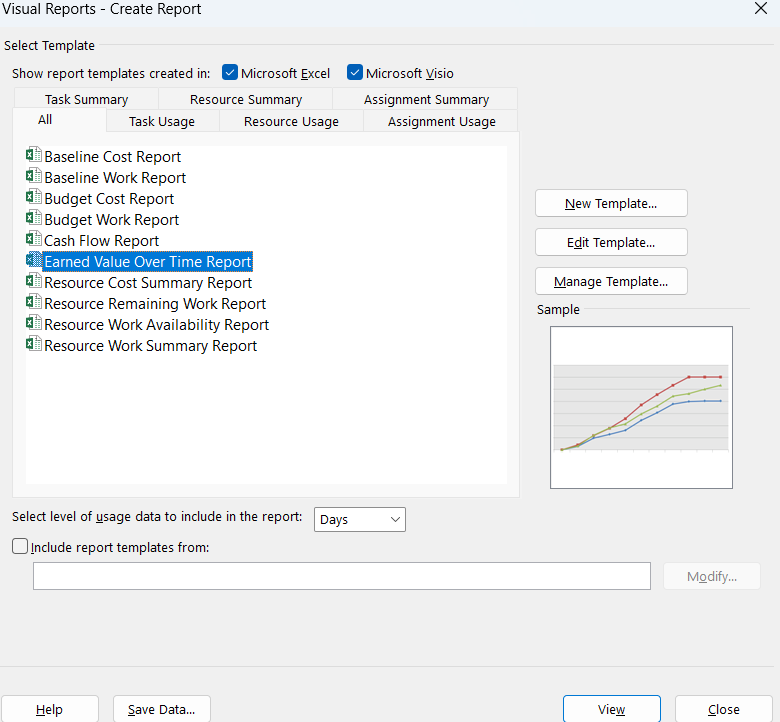 Visual Reports - Create Report
Select Template
Show report templates created in: Microsoft Excel Microsoft Visio
Task Summary Resource Summary Assignment Summary
All Task Usage Resource Usage Assignment Usage
Baseline Cost Report
Baseline Work Report
Budget Cost Report
Budget Work Report
Cash Flow Report
Earned Value Over Time Report
Resource Cost Summary Report
Resource Remaining Work Report
Resource Work Availability Report
Resource Work Summary Report
New Template...
Edit Template...
Manage Template...
Sample
Select level of usage data to include in the report: Days
Include report templates from:
Modify...
Help Save Data... View Close